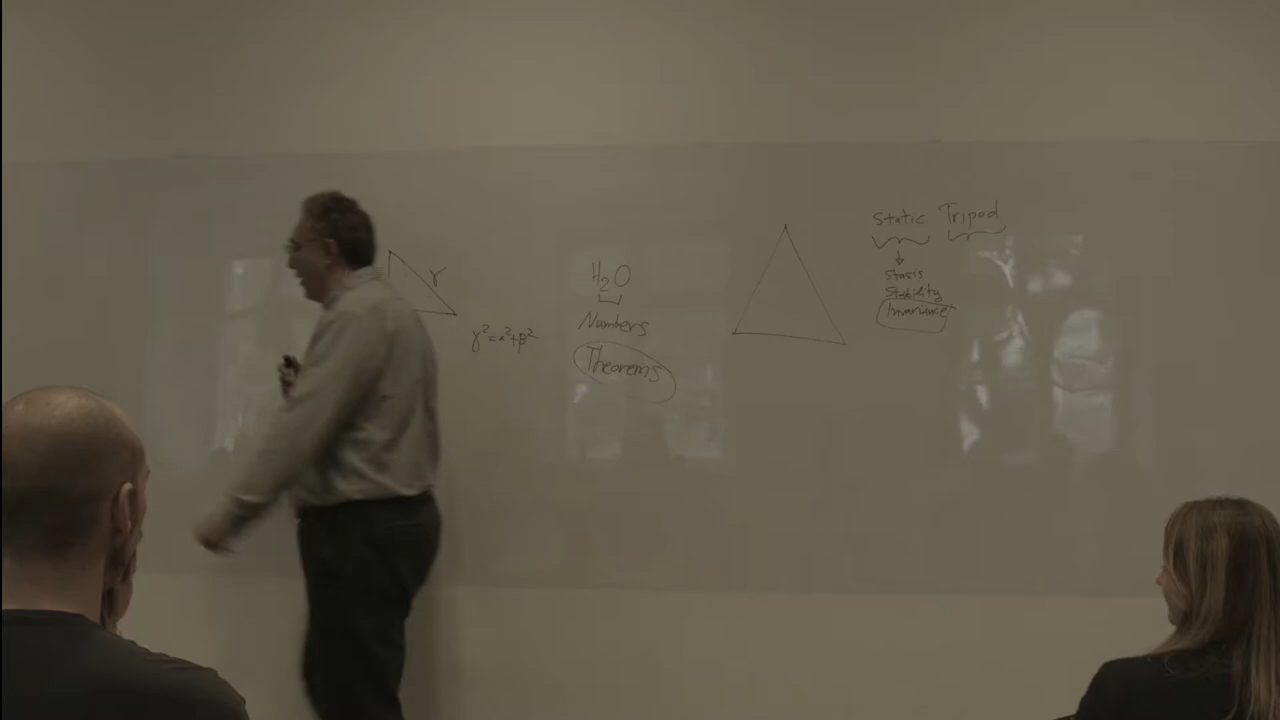 γ
γ²=α²+β²
H₂O
Numbers
Theorems
Static Tripod
Stasis
Stability
Invariance